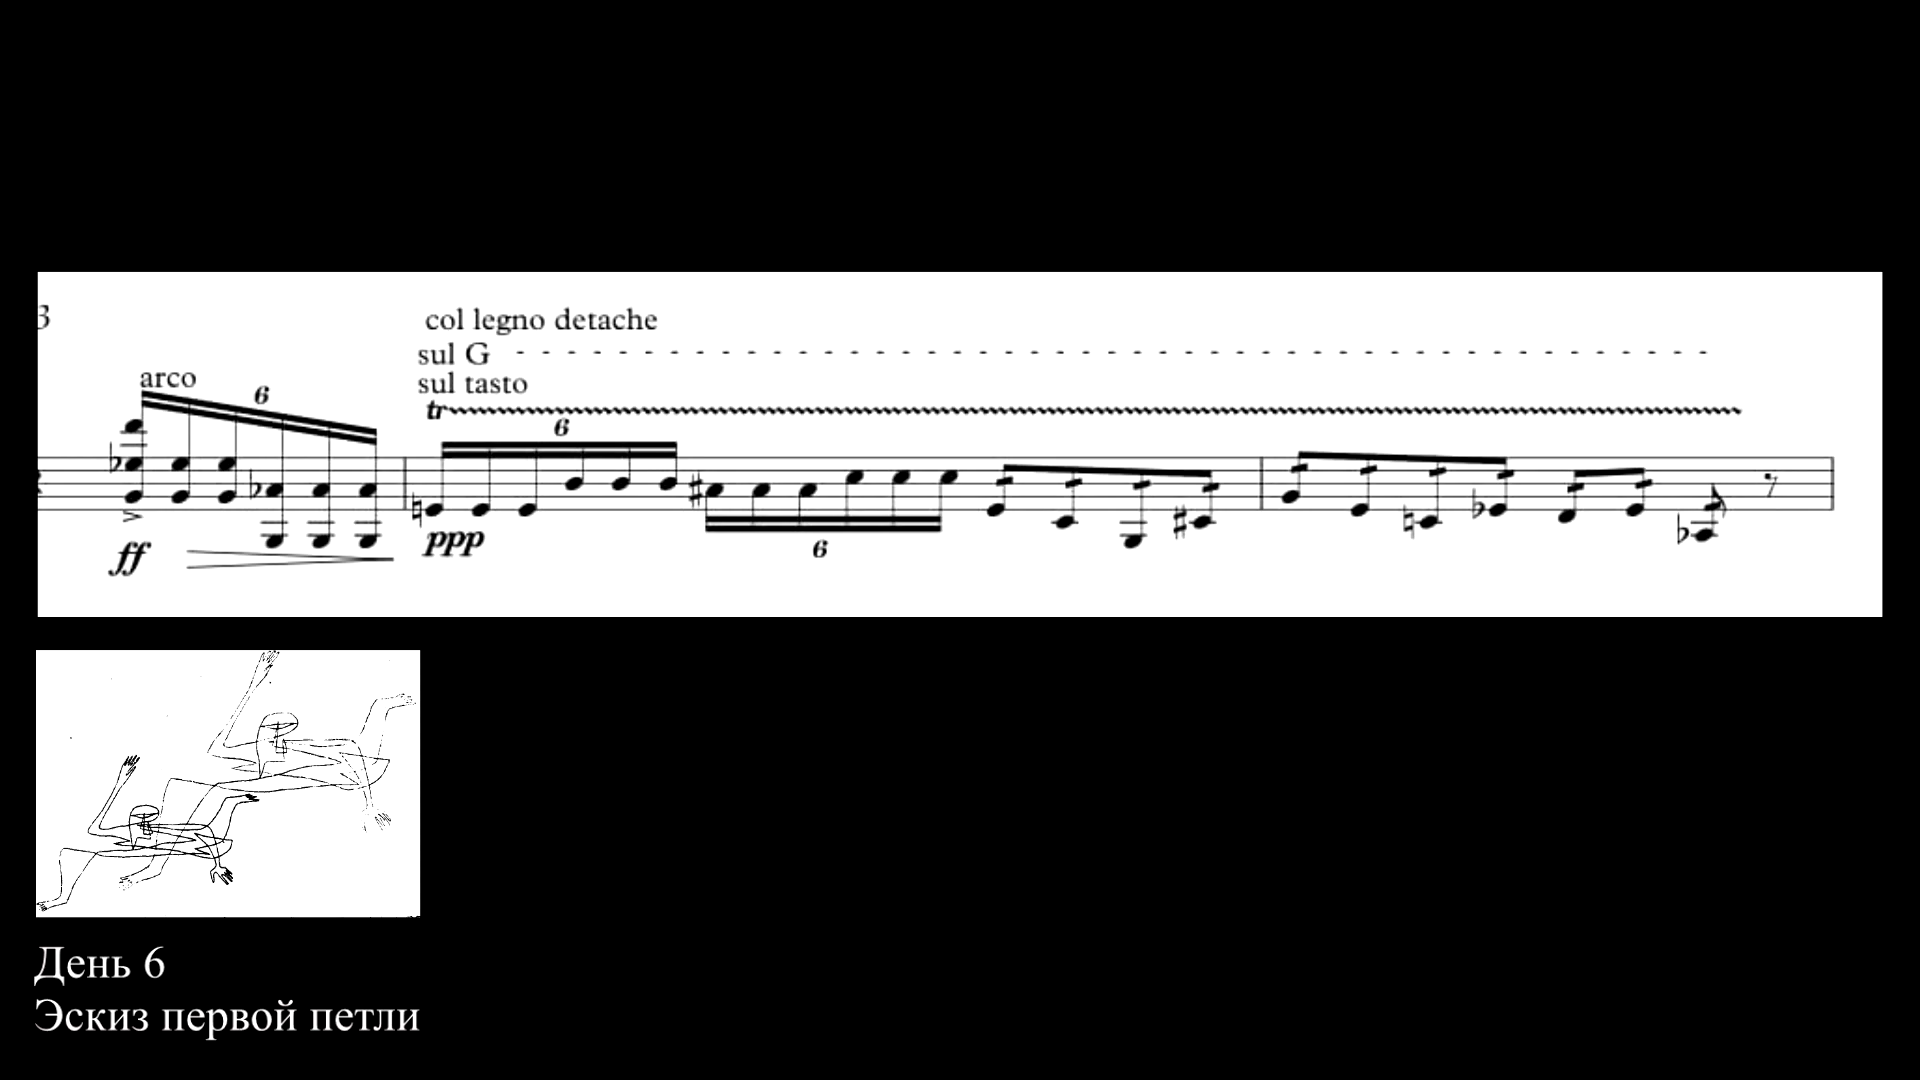 3
col legno detache
sul G
arco
sul tasto
tr
6
6
ff
ppp
6
День 6
Эскиз первой петли